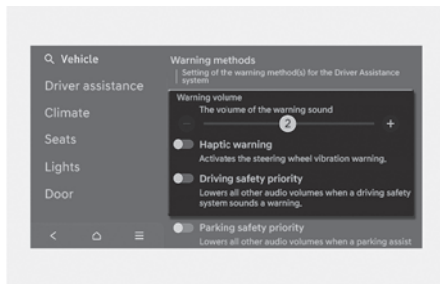 Vehicle
Driver assistance
Climate
Seats
Lights
Door
Warning methods
Setting of the warning method(s) for the Driver Assistance
system
Warning volume
The volume of the warning sound
2
Haptic warning
Activates the steering wheel vibration warning.
Driving safety priority
Lowers all other audio volumes when a driving safety
system sounds a warning.
Parking safety priority
Lowers all other audio volumes when a parking assist